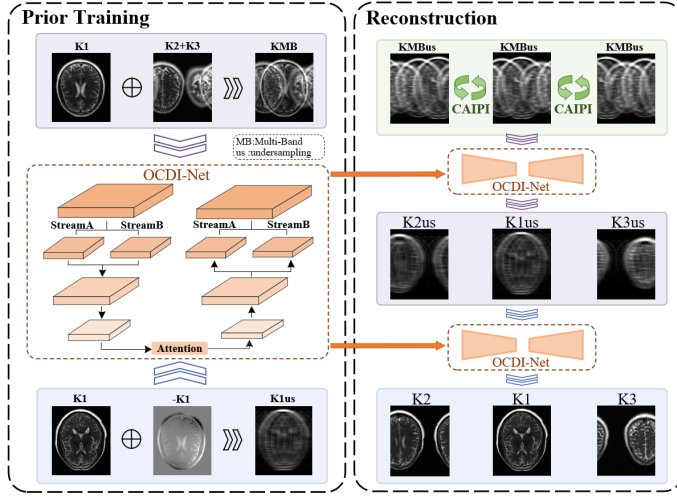 Prior Training
K1
K2+K3
KMB
MB:Multi-Band
us :undersampling
OCDI-Net
StreamA
StreamB
StreamA
StreamB
Attention
K1
-K1
K1us
Reconstruction
KMBus
KMBus
KMBus
CAIPI
CAIPI
OCDI-Net
K2us
K1us
K3us
OCDI-Net
K2
K1
K3